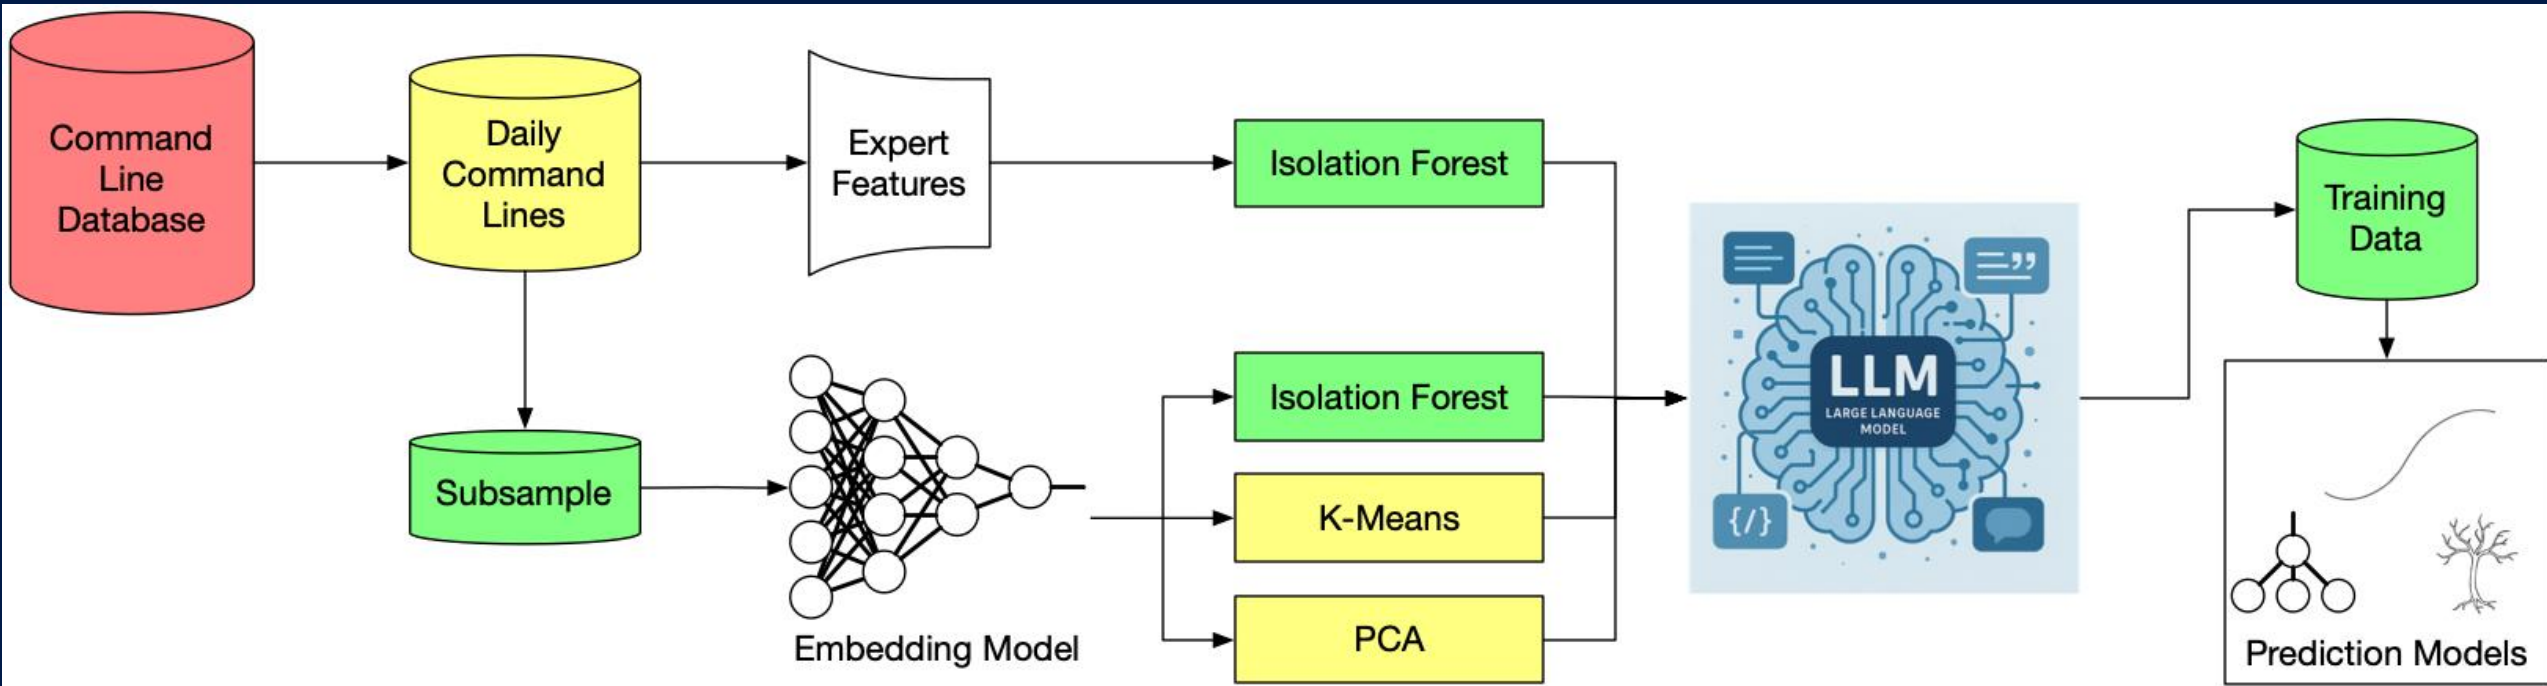 Command
Line
Database
Daily
Command
Lines
Expert
Features
Isolation Forest
Subsample
Embedding Model
Isolation Forest
K-Means
PCA
LLM
LARGE LANGUAGE
MODEL
{/}
Training
Data
Prediction Models